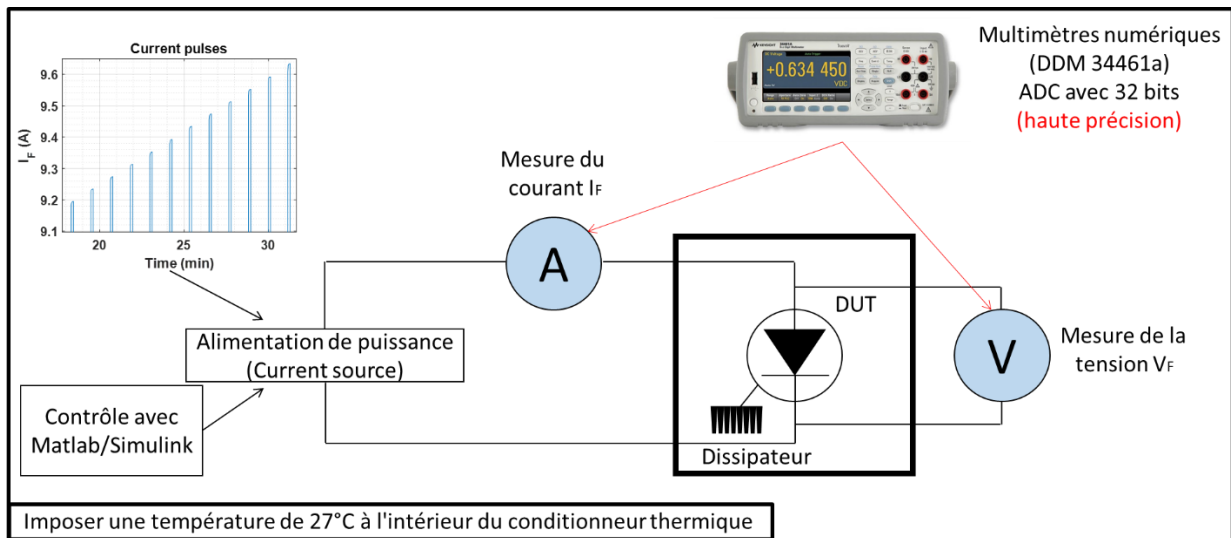 Current pulses
9.6
9.5
9.4
9.3
9.2
9.1
I_F (A)
20 25 30
Time (min)
+0.634 450
VDC
Multimètres numériques
(DDM 34461a)
ADC avec 32 bits
(haute précision)
Mesure du
courant IF
A
DUT
V
Mesure de la
tension VF
Alimentation de puissance
(Current source)
Contrôle avec
Matlab/Simulink
Dissipateur
Imposer une température de 27°C à l'intérieur du conditionneur thermique